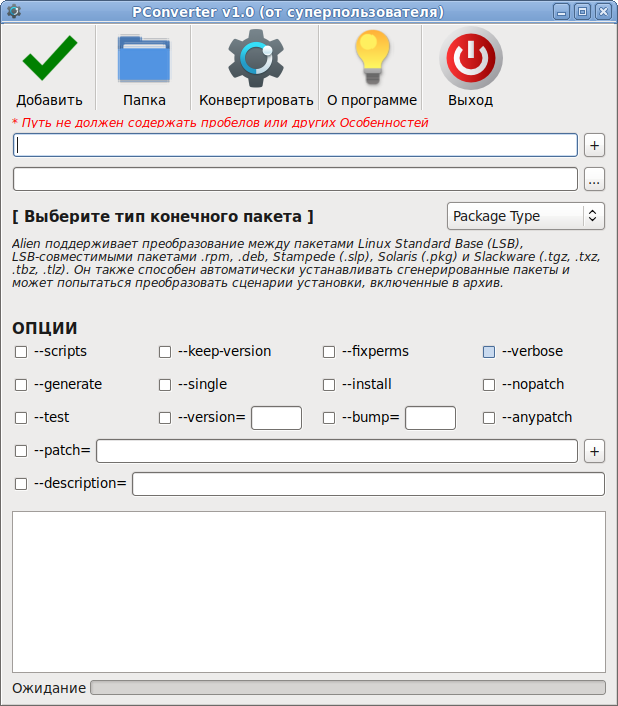 PConverter v1.0 (от суперпользователя)
Добавить Папка Конвертировать О программе Выход
* Путь не должен содержать пробелов или других Особенностей
+
...
[ Выберите тип конечного пакета ] Package Type
Alien поддерживает преобразование между пакетами Linux Standard Base (LSB),
LSB-совместимыми пакетами .rpm, .deb, Stampede (.slp), Solaris (.pkg) и Slackware (.tgz, .txz,
.tbz, .tlz). Он также способен автоматически устанавливать сгенерированные пакеты и
может попытаться преобразовать сценарии установки, включенные в архив.
ОПЦИИ
--scripts --keep-version --fixperms --verbose
--generate --single --install --nopatch
--test --version= --bump= --anypatch
--patch= +
--description=
Ожидание